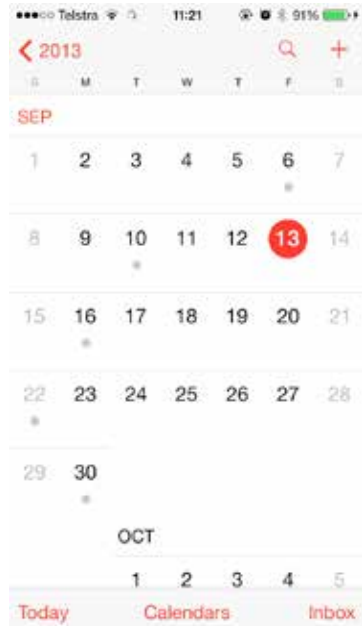 Telstra 11:21 91%
2013
S M T W T F S
SEP
1 2 3 4 5 6 7
8 9 10 11 12 13 14
15 16 17 18 19 20 21
22 23 24 25 26 27 28
29 30
OCT
1 2 3 4 5
Today Calendars Inbox